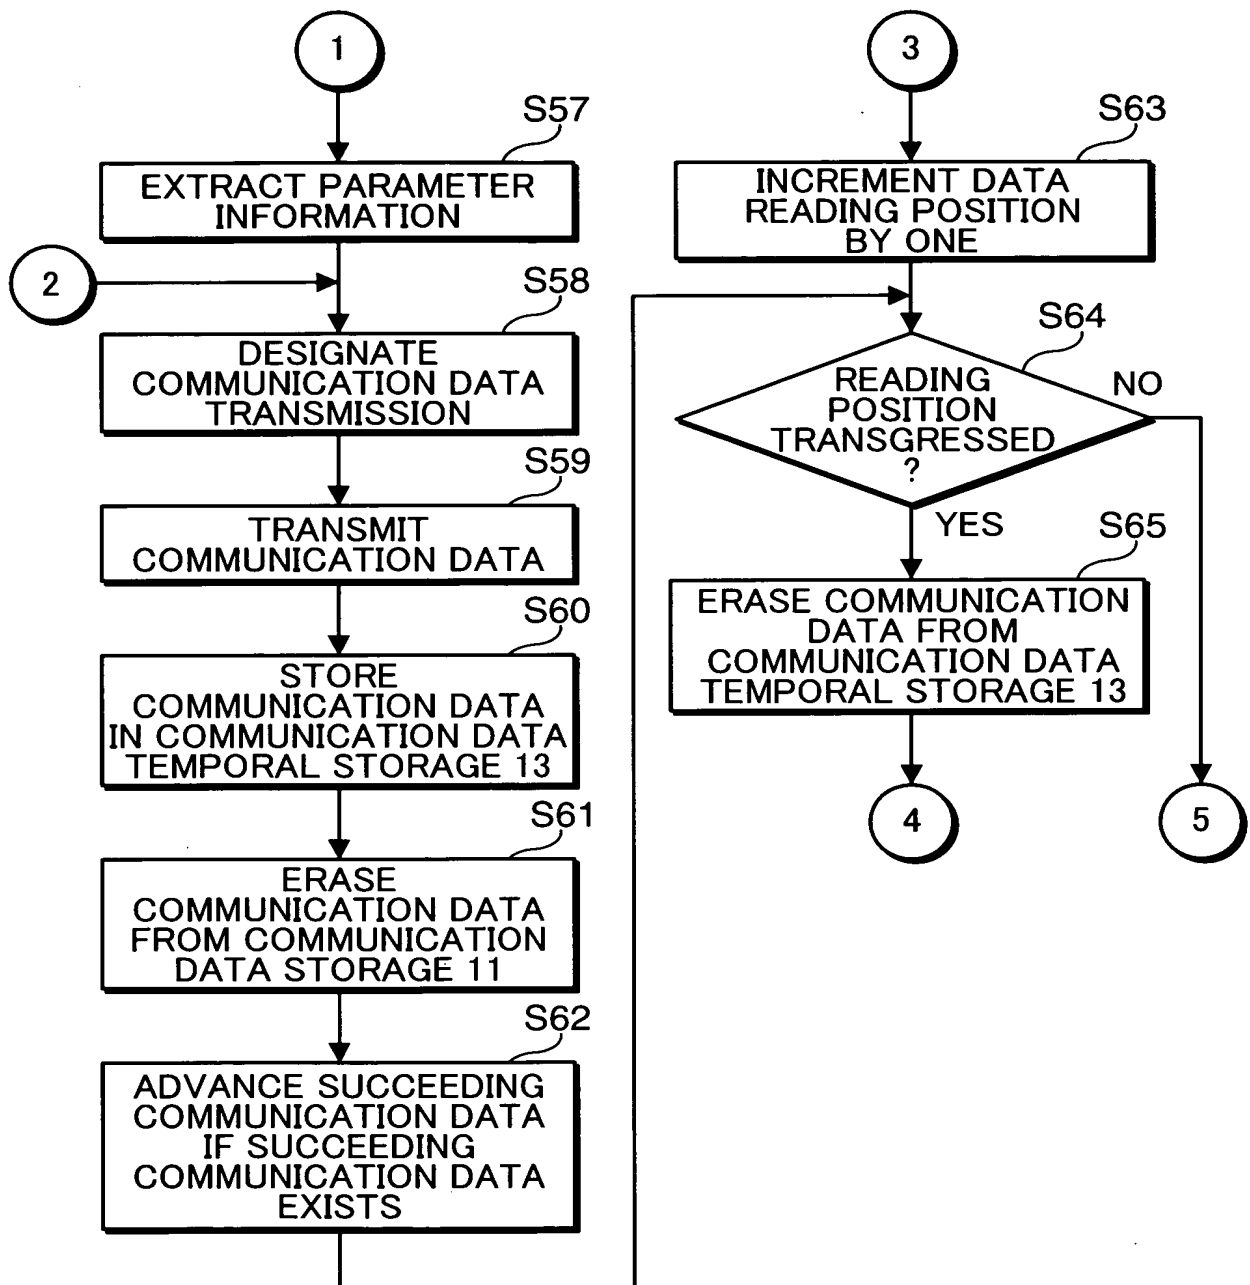 1
S57
EXTRACT PARAMETER
INFORMATION
2
S58
DESIGNATE
COMMUNICATION DATA
TRANSMISSION
S59
TRANSMIT
COMMUNICATION DATA
S60
STORE
COMMUNICATION DATA
IN COMMUNICATION DATA
TEMPORAL STORAGE 13
S61
ERASE
COMMUNICATION DATA
FROM COMMUNICATION
DATA STORAGE 11
S62
ADVANCE SUCCEEDING
COMMUNICATION DATA
IF SUCCEEDING
COMMUNICATION DATA
EXISTS
3
S63
INCREMENT DATA
READING POSITION
BY ONE
S64
READING
POSITION
TRANSGRESSED
?
NO
YES
S65
ERASE COMMUNICATION
DATA FROM
COMMUNICATION DATA
TEMPORAL STORAGE 13
4
5